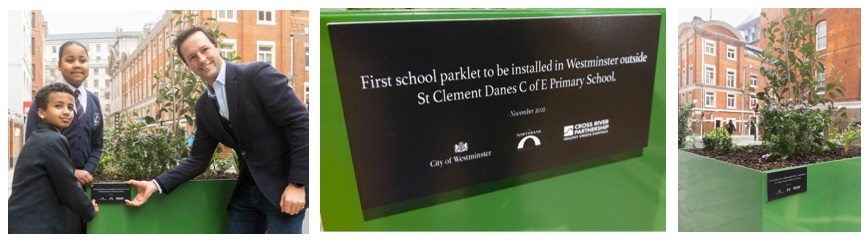 First school parklet to be installed in Westminster outside
St Clement Danes C of E Primary School.
November 2021
City of Westminster
NORTHBANK
CROSS RIVER
PARTNERSHIP